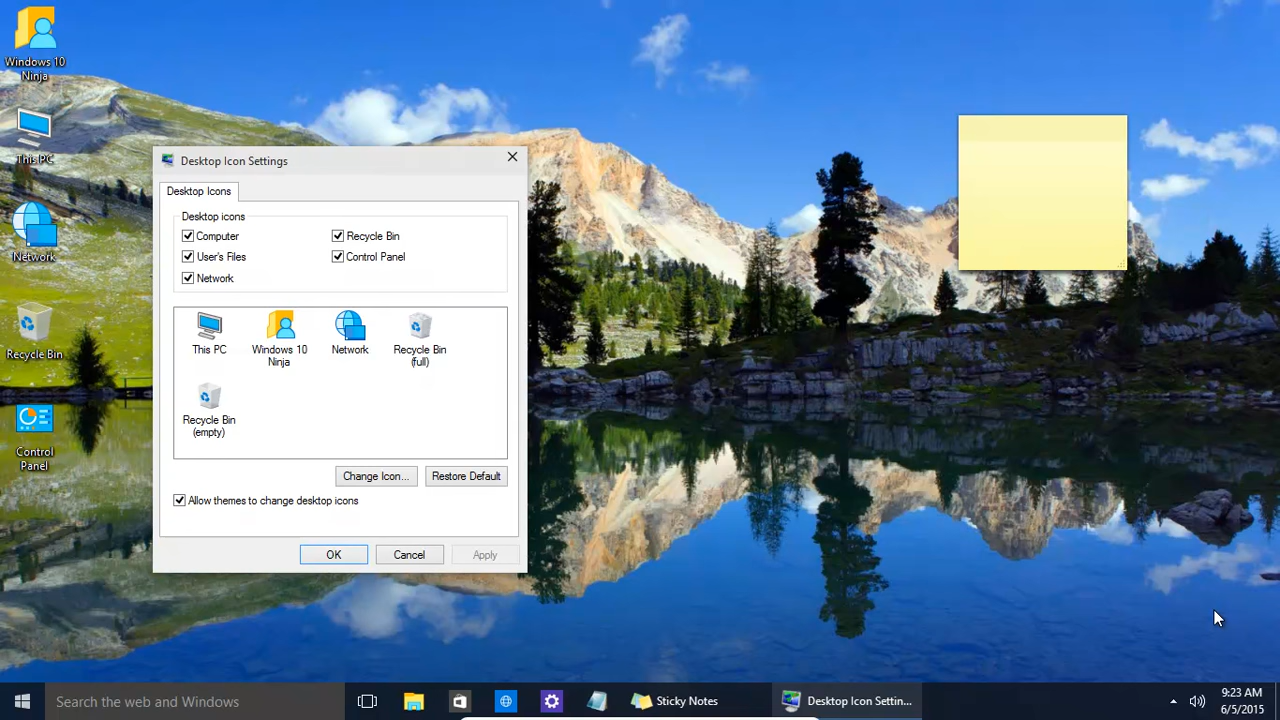 Windows 10
Ninja
This PC
Network
Recycle Bin
Control
Panel
Desktop Icon Settings
Desktop Icons
Desktop icons
Computer
Recycle Bin
User's Files
Control Panel
Network
This PC
Windows 10
Ninja
Network
Recycle Bin
(full)
Recycle Bin
(empty)
Change Icon...
Restore Default
Allow themes to change desktop icons
OK
Cancel
Apply
Search the web and Windows
Sticky Notes
Desktop Icon Settin...
9:23 AM
6/5/2015